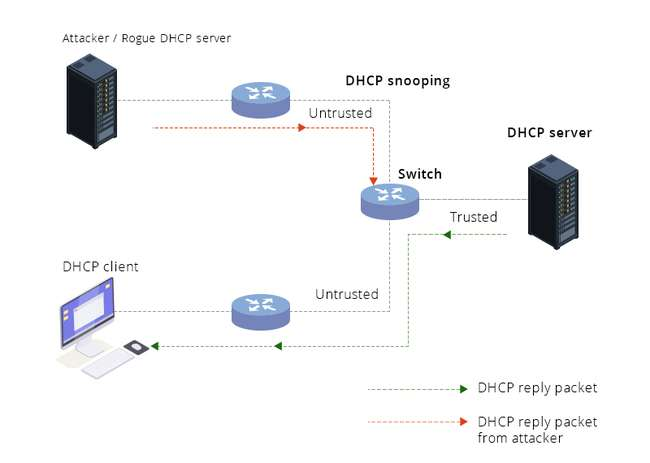 Attacker / Rogue DHCP server
DHCP snooping
Untrusted
DHCP server
Switch
Trusted
DHCP client
Untrusted
DHCP reply packet
DHCP reply packet
from attacker